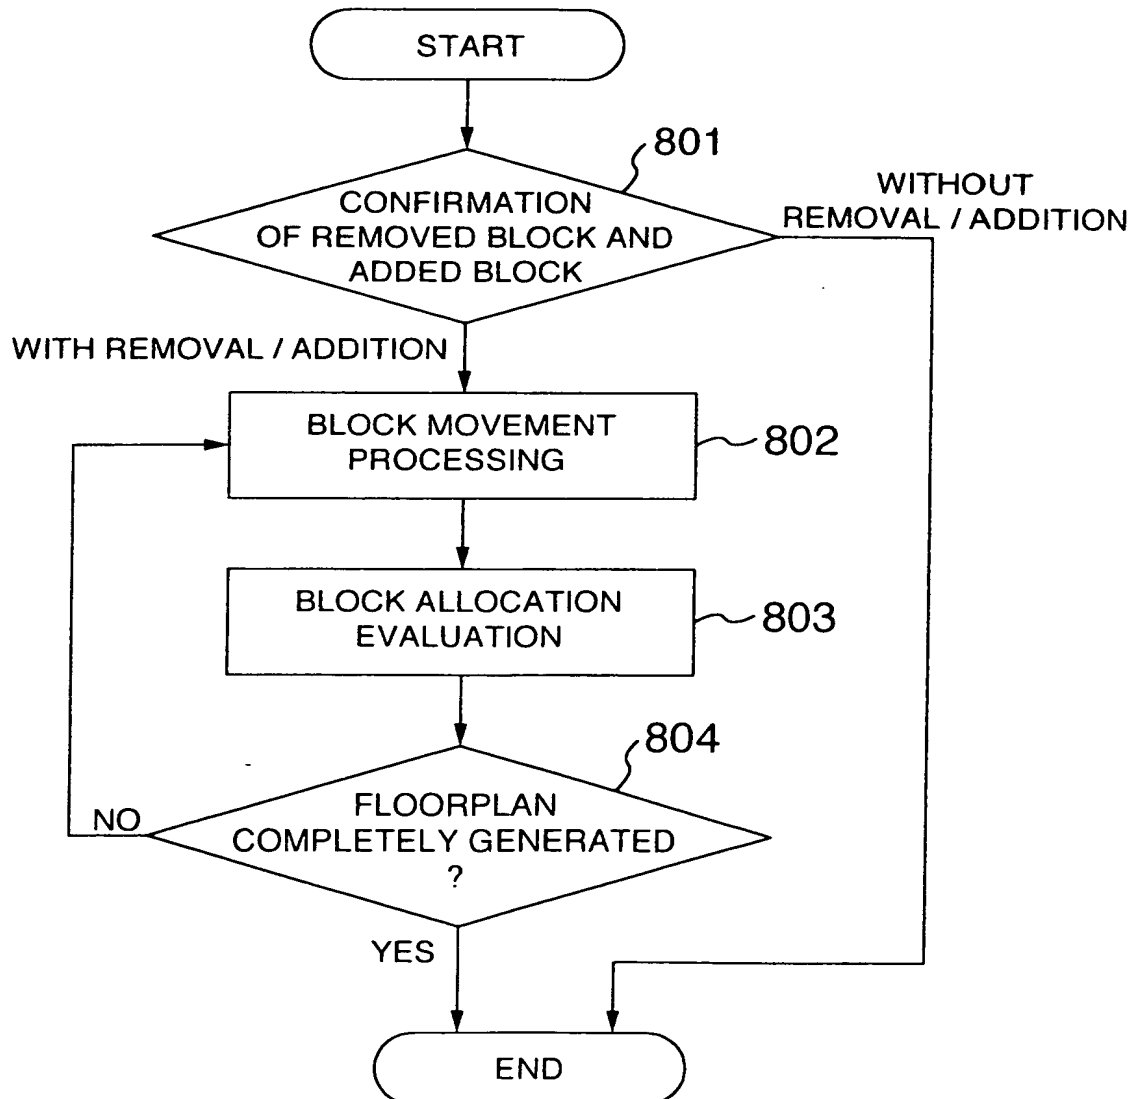 START
801
CONFIRMATION
OF REMOVED BLOCK AND
ADDED BLOCK
WITHOUT
REMOVAL / ADDITION
WITH REMOVAL / ADDITION
BLOCK MOVEMENT
PROCESSING
802
BLOCK ALLOCATION
EVALUATION
803
804
FLOORPLAN
COMPLETELY GENERATED
?
NO
YES
END